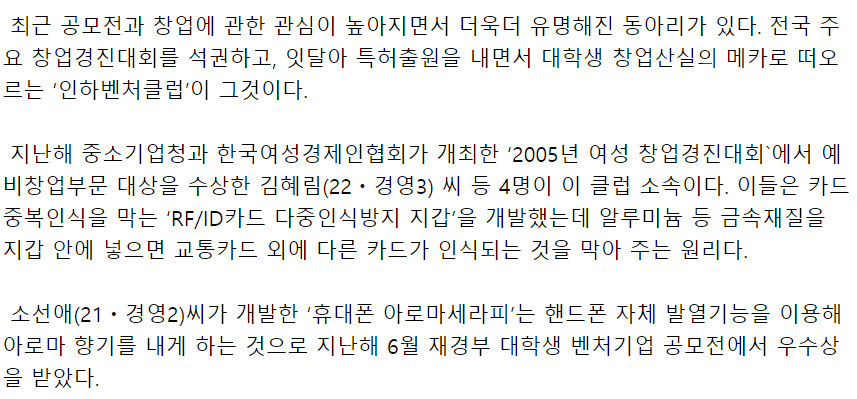 최근 공모전과 창업에 관한 관심이 높아지면서 더욱더 유명해진 동아리가 있다. 전국 주
요 창업경진대회를 석권하고, 잇달아 특허출원을 내면서 대학생 창업산실의 메카로 떠오
르는 '인하벤처클럽'이 그것이다.
지난해 중소기업청과 한국여성경제인협회가 개최한 '2005년 여성 창업경진대회`에서 예
비창업부문 대상을 수상한 김혜림(22・경영3) 씨 등 4명이 이 클럽 소속이다. 이들은 카드
중복인식을 막는 'RF/ID카드 다중인식방지 지갑'을 개발했는데 알루미늄 등 금속재질을
지갑 안에 넣으면 교통카드 외에 다른 카드가 인식되는 것을 막아 주는 원리다.
소선애(21・경영2)씨가 개발한 '휴대폰 아로마세라피'는 핸드폰 자체 발열기능을 이용해
아로마 향기를 내게 하는 것으로 지난해 6월 재경부 대학생 벤처기업 공모전에서 우수상
을 받았다.